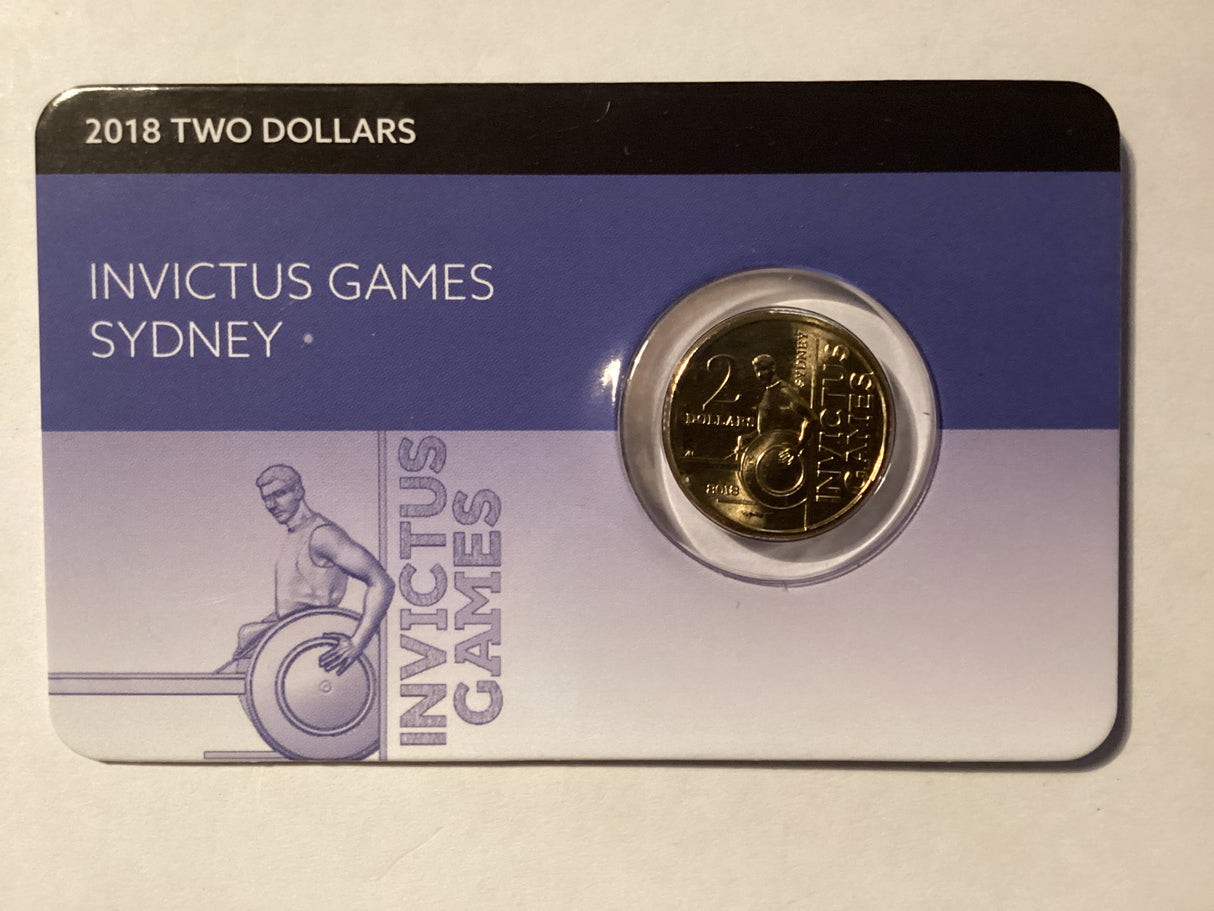 2018 TWO DOLLARS
INVICTUS GAMES
SYDNEY
INVICTUS
GAMES
2
DOLLARS
2018
SYDNEY
INVICTUS
GAMES